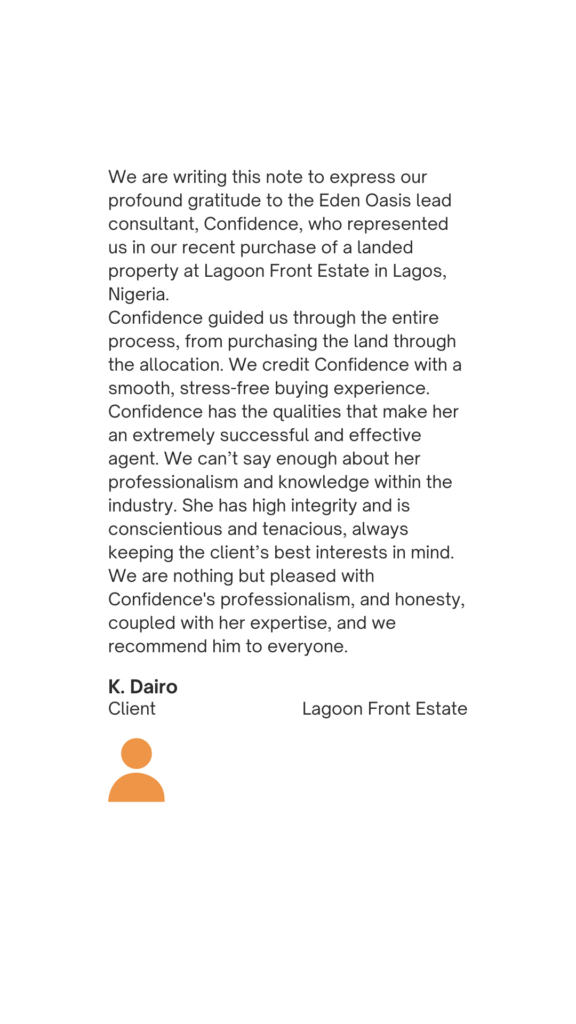 We are writing this note to express our
profound gratitude to the Eden Oasis lead
consultant, Confidence, who represented
us in our recent purchase of a landed
property at Lagoon Front Estate in Lagos,
Nigeria.
Confidence guided us through the entire
process, from purchasing the land through
the allocation. We credit Confidence with a
smooth, stress-free buying experience.
Confidence has the qualities that make her
an extremely successful and effective
agent. We can’t say enough about her
professionalism and knowledge within the
industry. She has high integrity and is
conscientious and tenacious, always
keeping the client’s best interests in mind.
We are nothing but pleased with
Confidence's professionalism, and honesty,
coupled with her expertise, and we
recommend him to everyone.
K. Dairo
Client Lagoon Front Estate